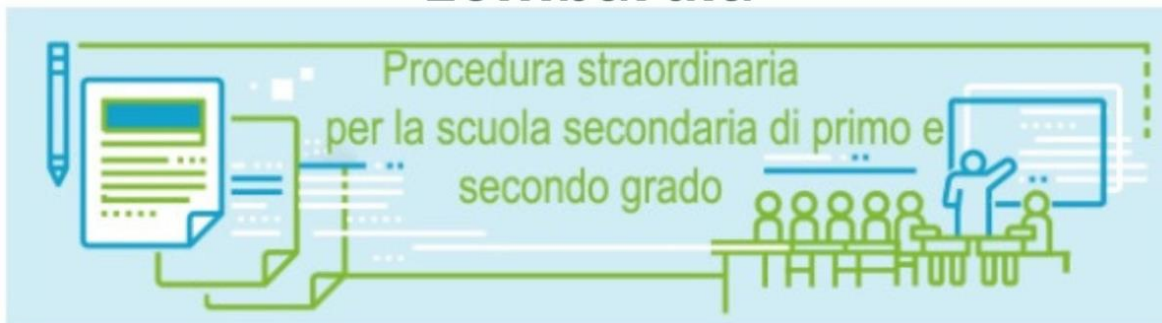 Procedura straordinaria
per la scuola secondaria di primo e
secondo grado